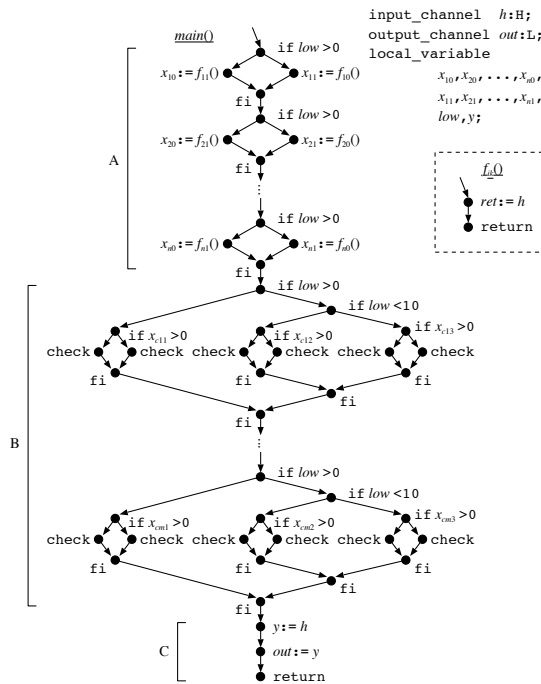 main()
input_channel h:H;
output_channel out:L;
local_variable
x10,x20,...,xn0,
x11,x21,...,xn1,
low,y;
if low>0
x10:=f11() x11:=f10()
fi
if low>0
x20:=f21() x21:=f20()
fi
⋮
if low>0
xn0:=fn1() xn1:=fn0()
fi
A
fik()
ret:=h
return
if low>0
if low<10
if xc11>0 if xc12>0 if xc13>0
check check check check check check
fi fi fi
fi
fi
⋮
B
if low>0
if low<10
if xcm1>0 if xcm2>0 if xcm3>0
check check check check check check
fi fi fi
fi
fi
C
y:=h
out:=y
return